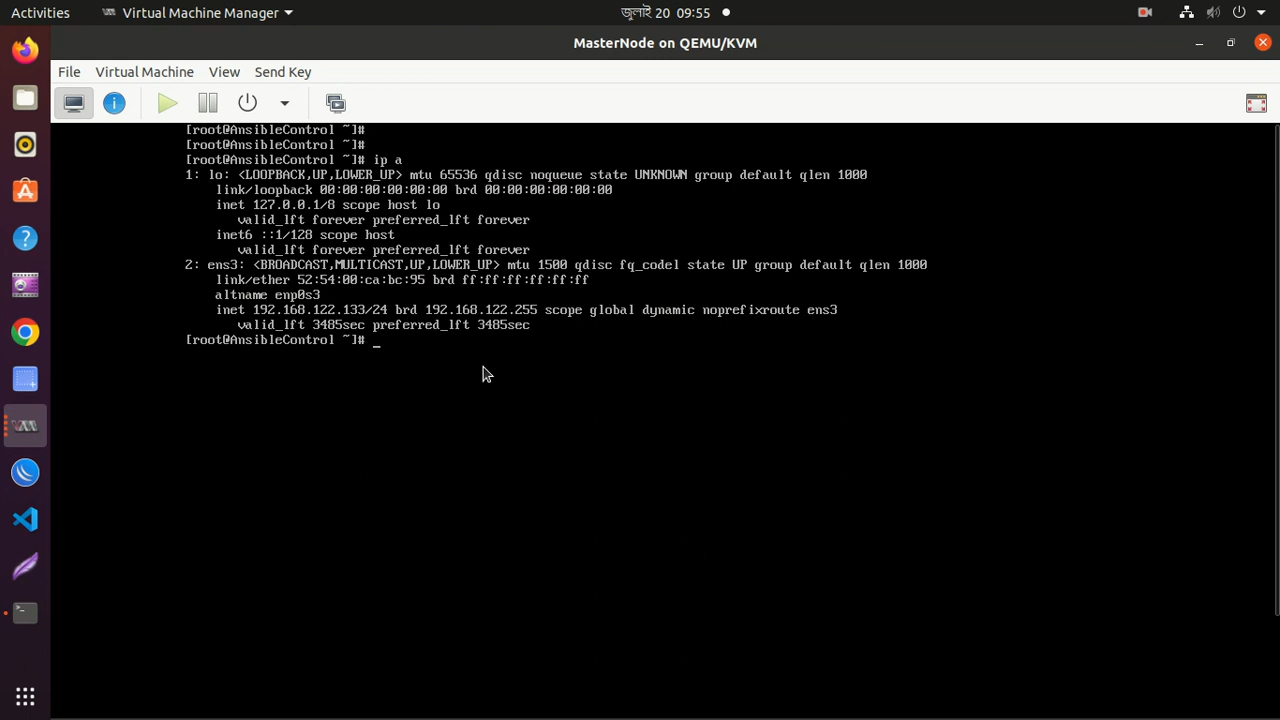 Activities
Virtual Machine Manager
জুলাই 20 09:55
MasterNode on QEMU/KVM
File
Virtual Machine
View
Send Key
[root@AnsibleControl ~]#
[root@AnsibleControl ~]#
[root@AnsibleControl ~]# ip a
1: lo: <LOOPBACK,UP,LOWER_UP> mtu 65536 qdisc noqueue state UNKNOWN group default qlen 1000
link/loopback 00:00:00:00:00:00 brd 00:00:00:00:00:00
inet 127.0.0.1/8 scope host lo
valid_lft forever preferred_lft forever
inet6 ::1/128 scope host
valid_lft forever preferred_lft forever
2: ens3: <BROADCAST,MULTICAST,UP,LOWER_UP> mtu 1500 qdisc fq_codel state UP group default qlen 1000
link/ether 52:54:00:ca:bc:95 brd ff:ff:ff:ff:ff:ff
altname enp0s3
inet 192.168.122.133/24 brd 192.168.122.255 scope global dynamic noprefixroute ens3
valid_lft 3485sec preferred_lft 3485sec
[root@AnsibleControl ~]# _